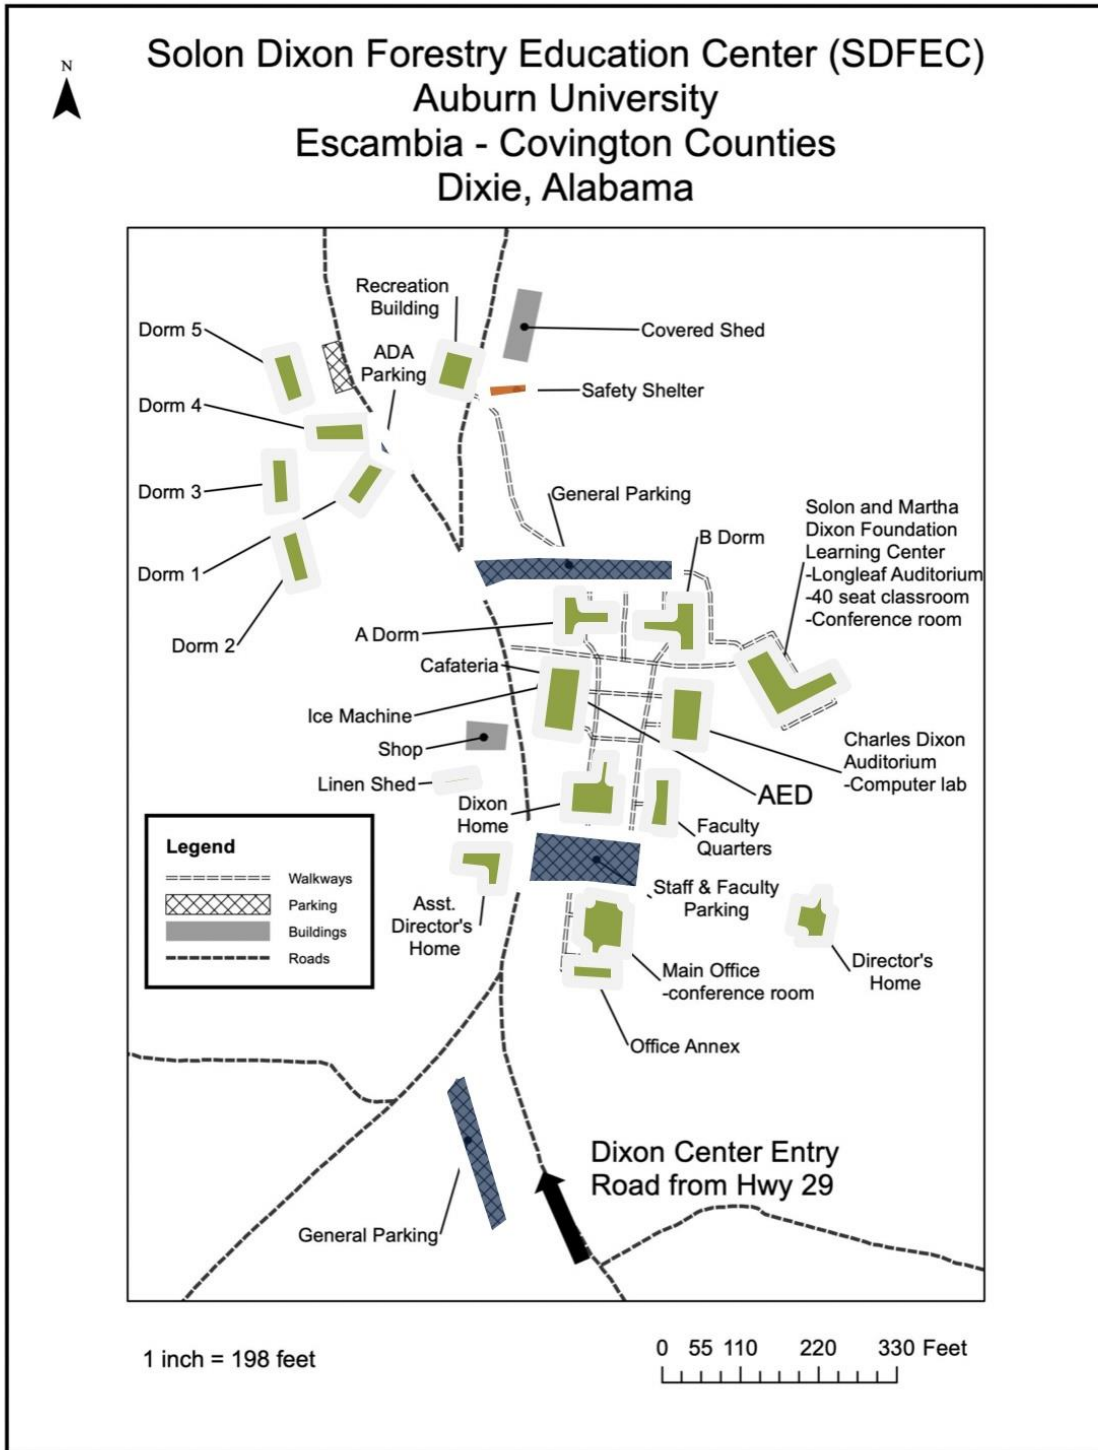 N
Solon Dixon Forestry Education Center (SDFEC)
Auburn University
Escambia - Covington Counties
Dixie, Alabama
Recreation
Building
Dorm 5
Covered Shed
ADA
Parking
Safety Shelter
Dorm 4
Dorm 3
General Parking
Solon and Martha
Dixon Foundation
Learning Center
-Longleaf Auditorium
-40 seat classroom
-Conference room
B Dorm
Dorm 1
A Dorm
Dorm 2
Cafateria
Ice Machine
Shop
Charles Dixon
Auditorium
-Computer lab
Linen Shed
AED
Dixon
Home
Faculty
Quarters
Legend
Walkways
Parking
Buildings
Roads
Staff & Faculty
Parking
Asst.
Director's
Home
Main Office
-conference room
Director's
Home
Office Annex
Dixon Center Entry
Road from Hwy 29
General Parking
1 inch = 198 feet
0 55 110 220 330 Feet